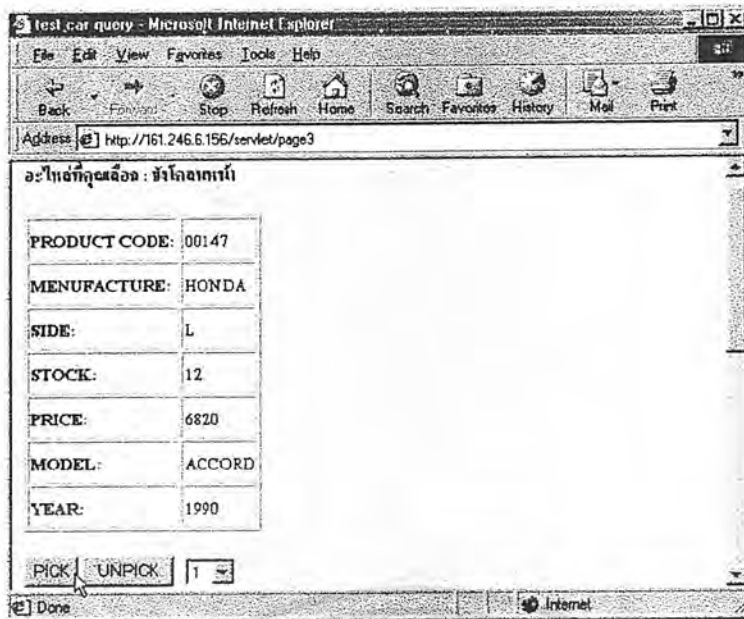 test car query - Microsoft Internet Explorer
File Edit View Favorites Tools Help
Back Forward Stop Refresh Home Search Favorites History Mail Print
Address http://161.246.6.156/servlet/page3
อะไหล่ที่คุณเลือก :
PRODUCT CODE: 00147
MENUFACTURE: HONDA
SIDE: L
STOCK: 12
PRICE: 6820
MODEL: ACCORD
YEAR: 1990
PICK UNPICK 1
Done Internet